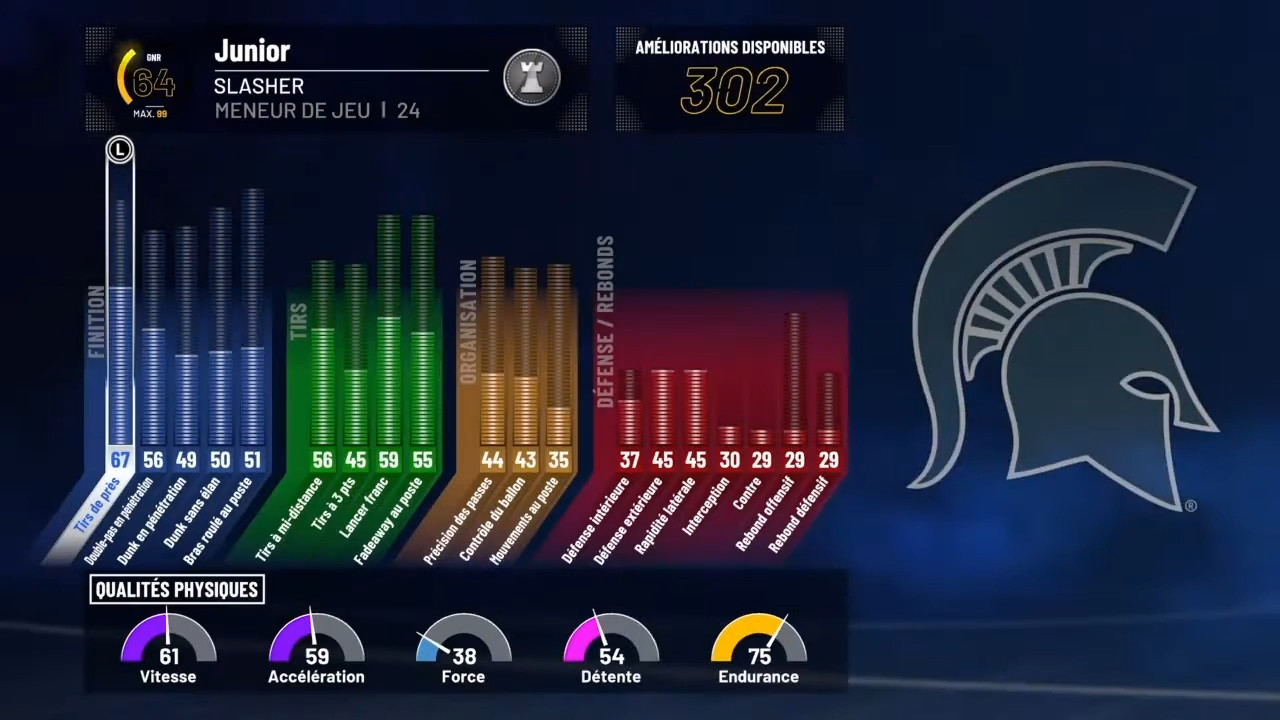 GNR
64
MAX. 99
Junior
SLASHER
MENEUR DE JEU | 24
AMÉLIORATIONS DISPONIBLES
302
L
FINITION
67 56 49 50 51
Tirs de près
Double-pas en pénétration
Dunk en pénétration
Dunk sans élan
Bras roulé au poste
TIRS
56 45 59 55
Tirs à mi-distance
Tirs à 3 pts
Lancer franc
Fadeaway au poste
ORGANISATION
44 43 35
Précision des passes
Contrôle du ballon
Mouvements au poste
DÉFENSE / REBONDS
37 45 45 30 29 29 29
Défense intérieure
Défense extérieure
Rapidité latérale
Interception
Contre
Rebond offensif
Rebond défensif
QUALITÉS PHYSIQUES
61 59 38 54 75
Vitesse Accélération Force Détente Endurance
®